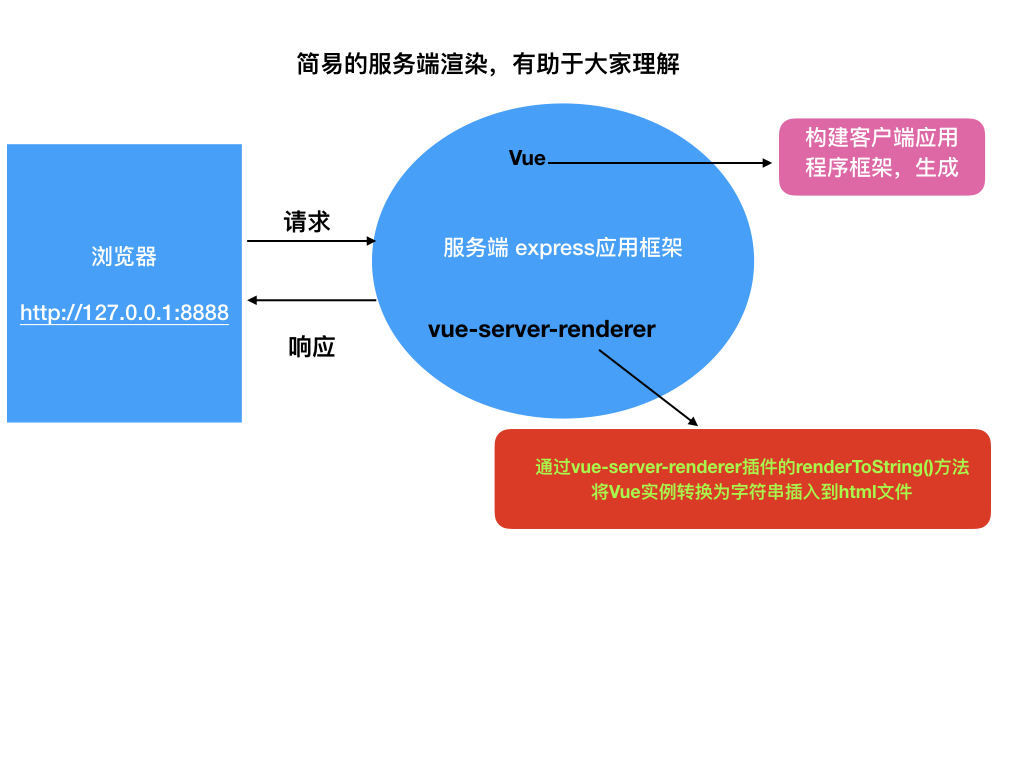 简易的服务端渲染，有助于大家理解
Vue
构建客户端应用
程序框架，生成
请求
浏览器
服务端 express应用框架
http://127.0.0.1:8888
vue-server-renderer
响应
通过vue-server-renderer插件的renderToString()方法
将Vue实例转换为字符串插入到html文件